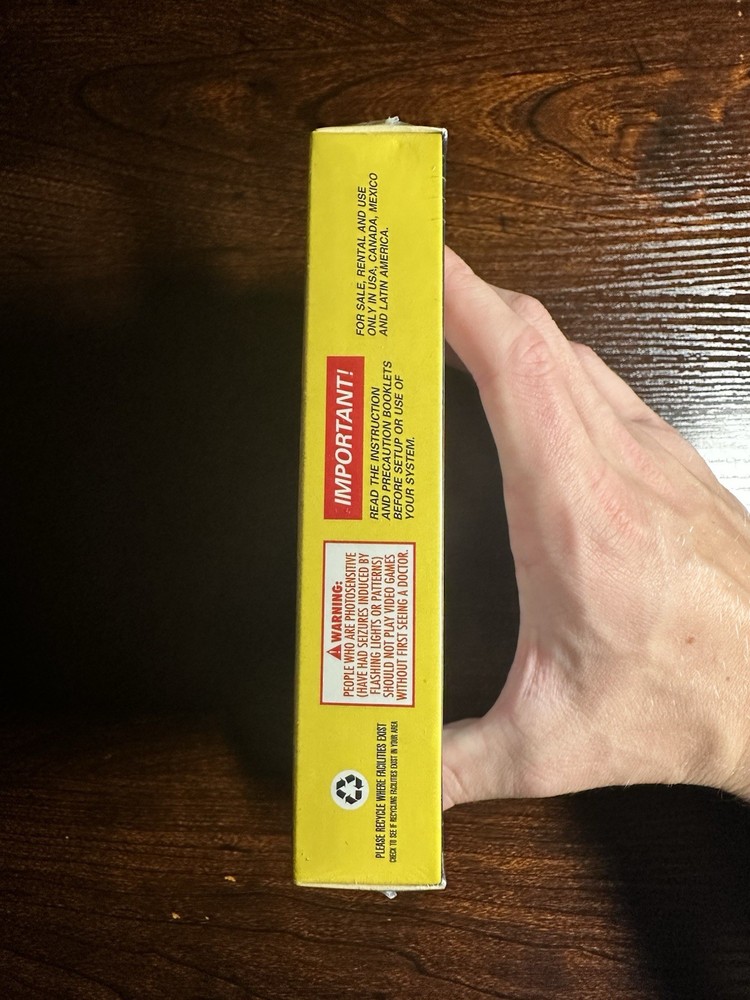 PLEASE RECYCLE WHERE FACILITIES EXIST
CHECK TO SEE IF RECYCLING FACILITIES EXIST IN YOUR AREA
WARNING:
PEOPLE WHO ARE PHOTOSENSITIVE
(HAVE HAD SEIZURES INDUCED BY
FLASHING LIGHTS OR PATTERNS)
SHOULD NOT PLAY VIDEO GAMES
WITHOUT FIRST SEEING A DOCTOR.
IMPORTANT!
READ THE INSTRUCTION
AND PRECAUTION BOOKLETS
BEFORE SETUP OR USE OF
YOUR SYSTEM.
FOR SALE, RENTAL AND USE
ONLY IN USA, CANADA, MEXICO
AND LATIN AMERICA.